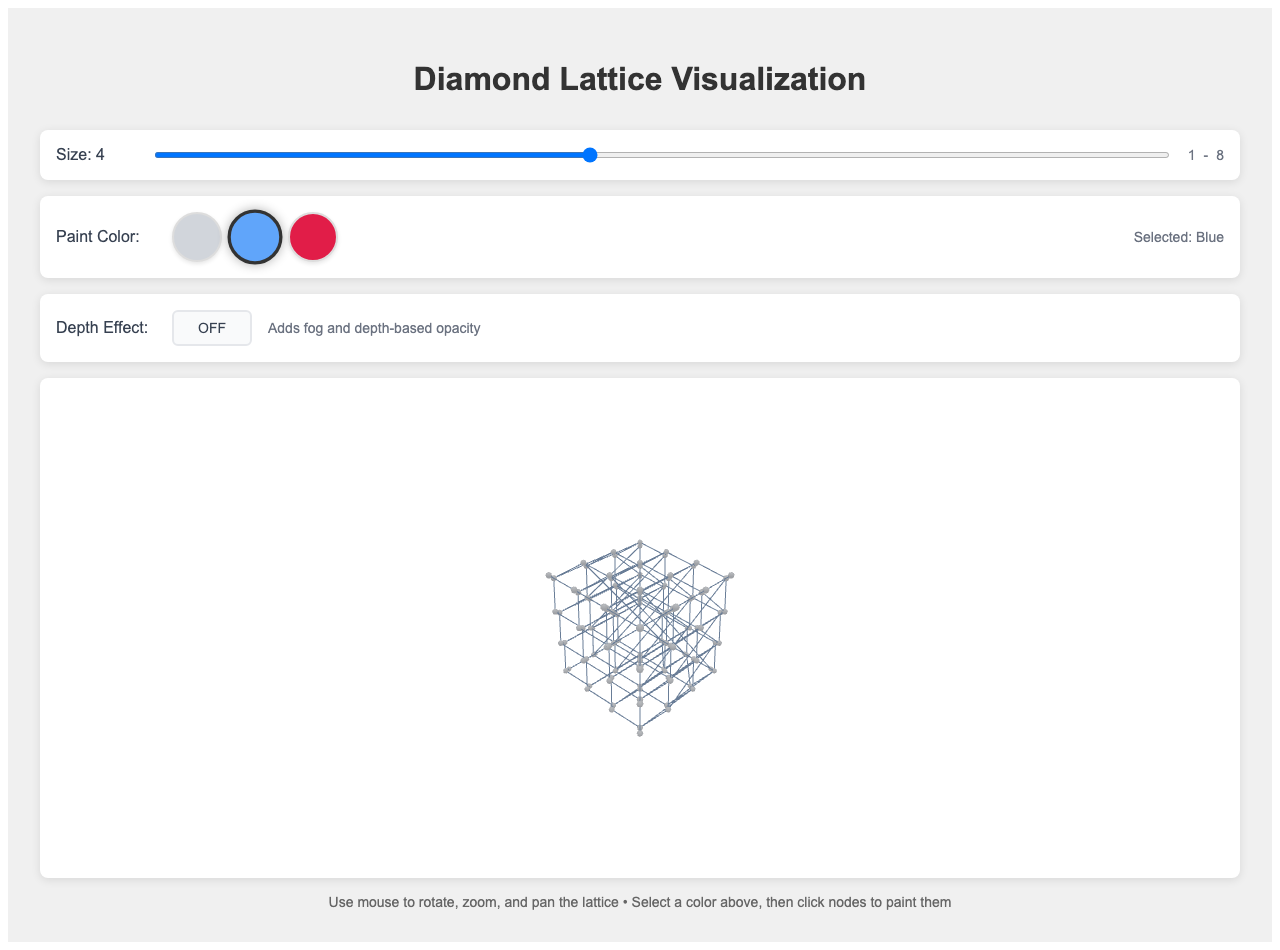 Diamond Lattice Visualization
Size: 4
1 - 8
Paint Color:
Selected: Blue
Depth Effect:
OFF
Adds fog and depth-based opacity
Use mouse to rotate, zoom, and pan the lattice • Select a color above, then click nodes to paint them